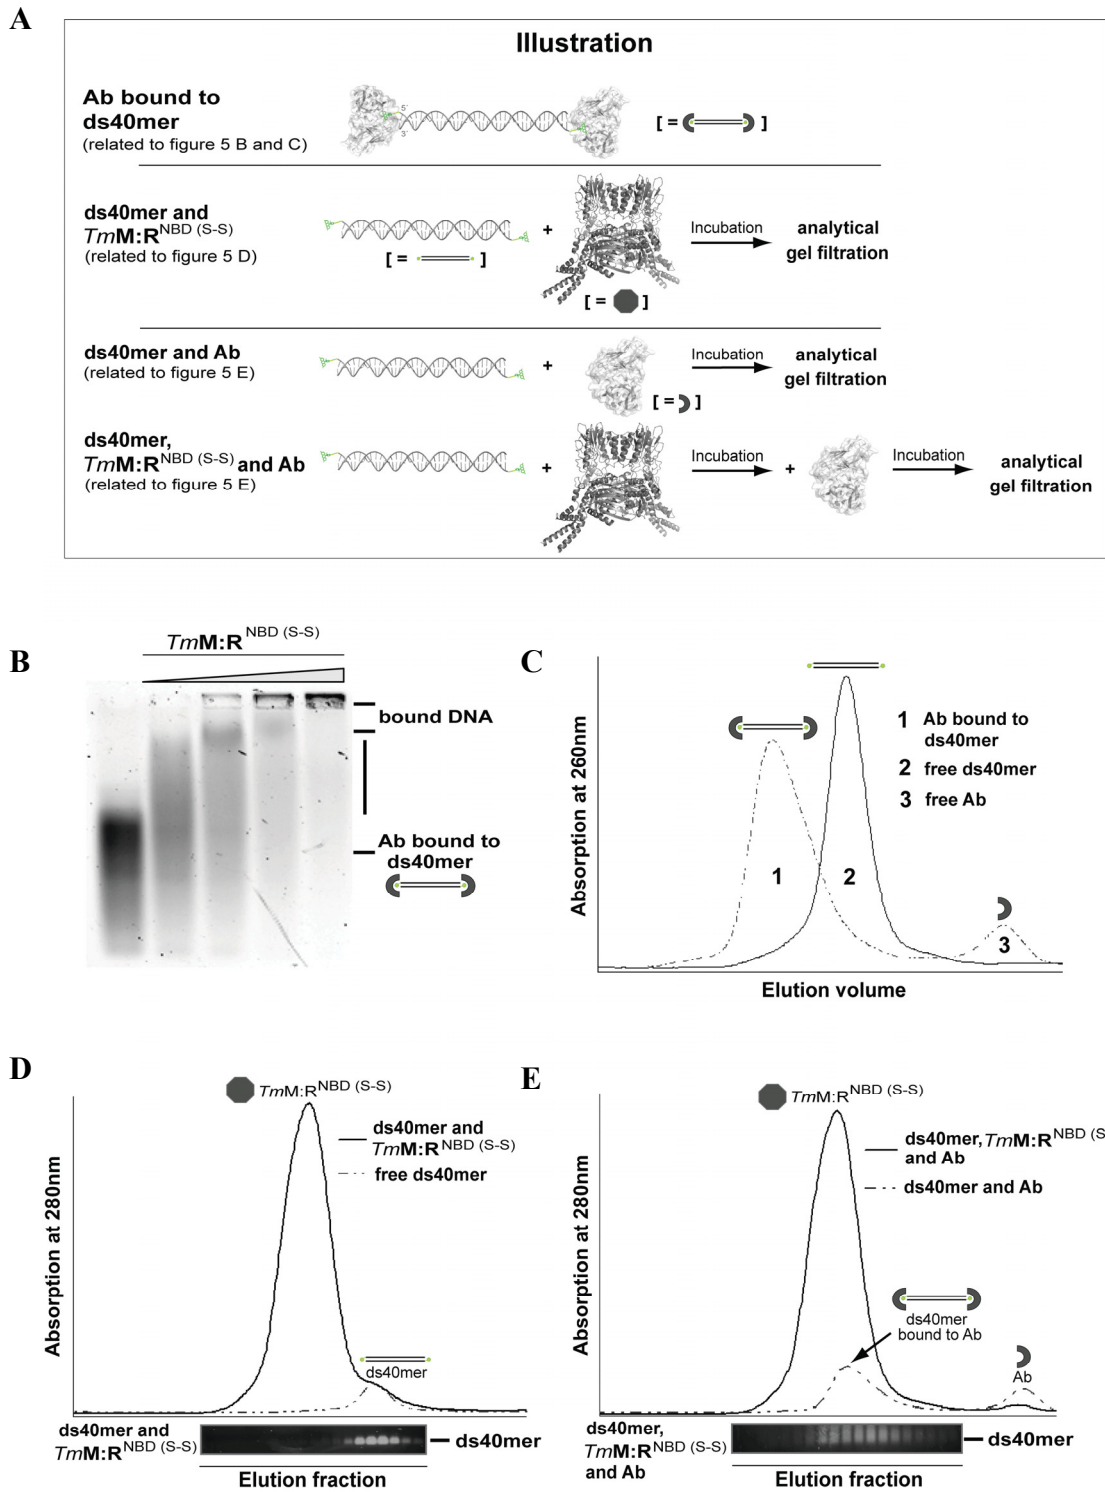 A
Illustration
Ab bound to
ds40mer
(related to figure 5 B and C)
5´
3´
[ = ]
ds40mer and
TmM:R^NBD (S-S)
(related to figure 5 D)
+
[ = ]
[ = ]
Incubation
analytical
gel filtration
ds40mer and Ab
(related to figure 5 E)
+
[ = ]
Incubation
analytical
gel filtration
ds40mer,
TmM:R^NBD (S-S) and Ab
(related to figure 5 E)
+
Incubation
+
Incubation
analytical
gel filtration
B
TmM:R^NBD (S-S)
bound DNA
Ab bound to
ds40mer
C
Absorption at 260nm
1 Ab bound to
ds40mer
2 free ds40mer
3 free Ab
1
2
3
Elution volume
D
TmM:R^NBD (S-S)
Absorption at 280nm
ds40mer and
TmM:R^NBD (S-S)
free ds40mer
ds40mer
ds40mer and
TmM:R^NBD (S-S)
ds40mer
Elution fraction
E
TmM:R^NBD (S-S)
Absorption at 280nm
ds40mer, TmM:R^NBD (S
and Ab
ds40mer and Ab
ds40mer
bound to Ab
Ab
ds40mer,
TmM:R^NBD (S-S)
and Ab
ds40mer
Elution fraction